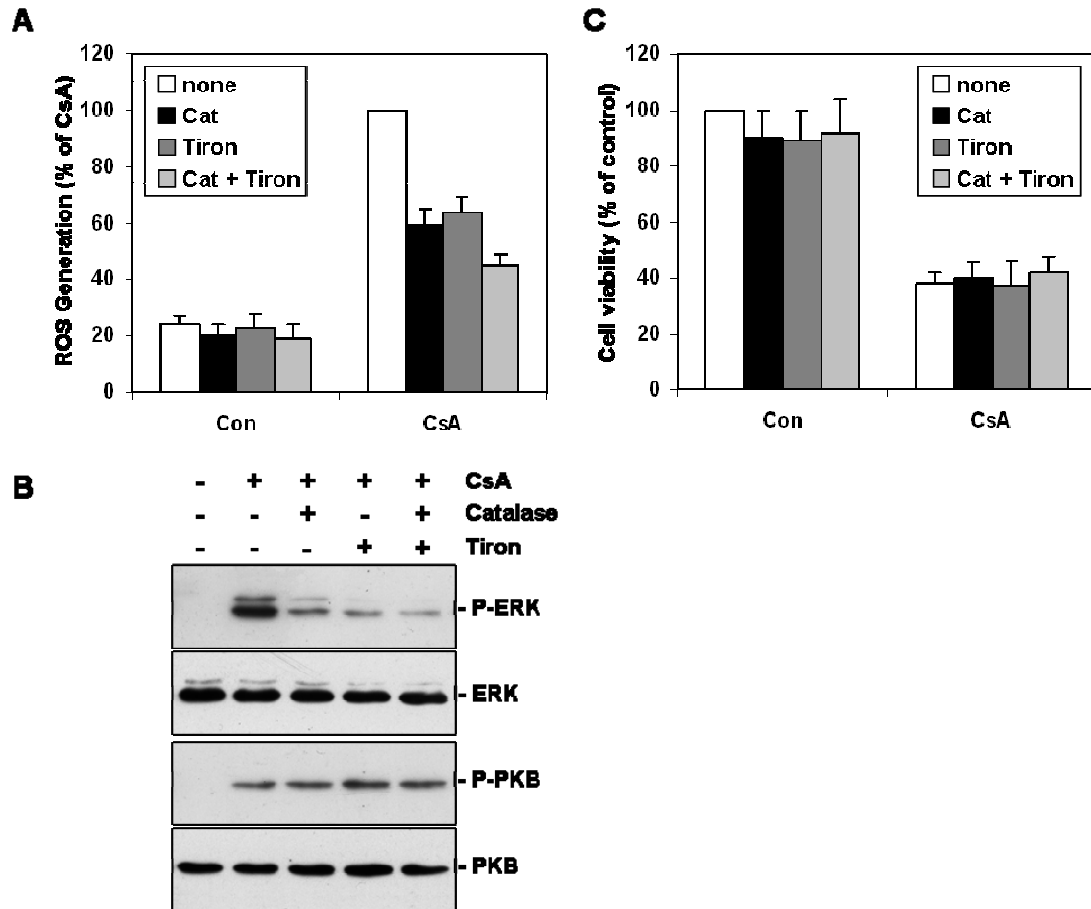 A
ROS Generation (% of CsA)
120
100
80
60
40
20
0
none
Cat
Tiron
Cat + Tiron
Con
CsA
C
Cell viability (% of control)
120
100
80
60
40
20
0
none
Cat
Tiron
Cat + Tiron
Con
CsA
B
- + + + + CsA
- - + - + Catalase
- - - + + Tiron
- P-ERK
- ERK
- P-PKB
- PKB